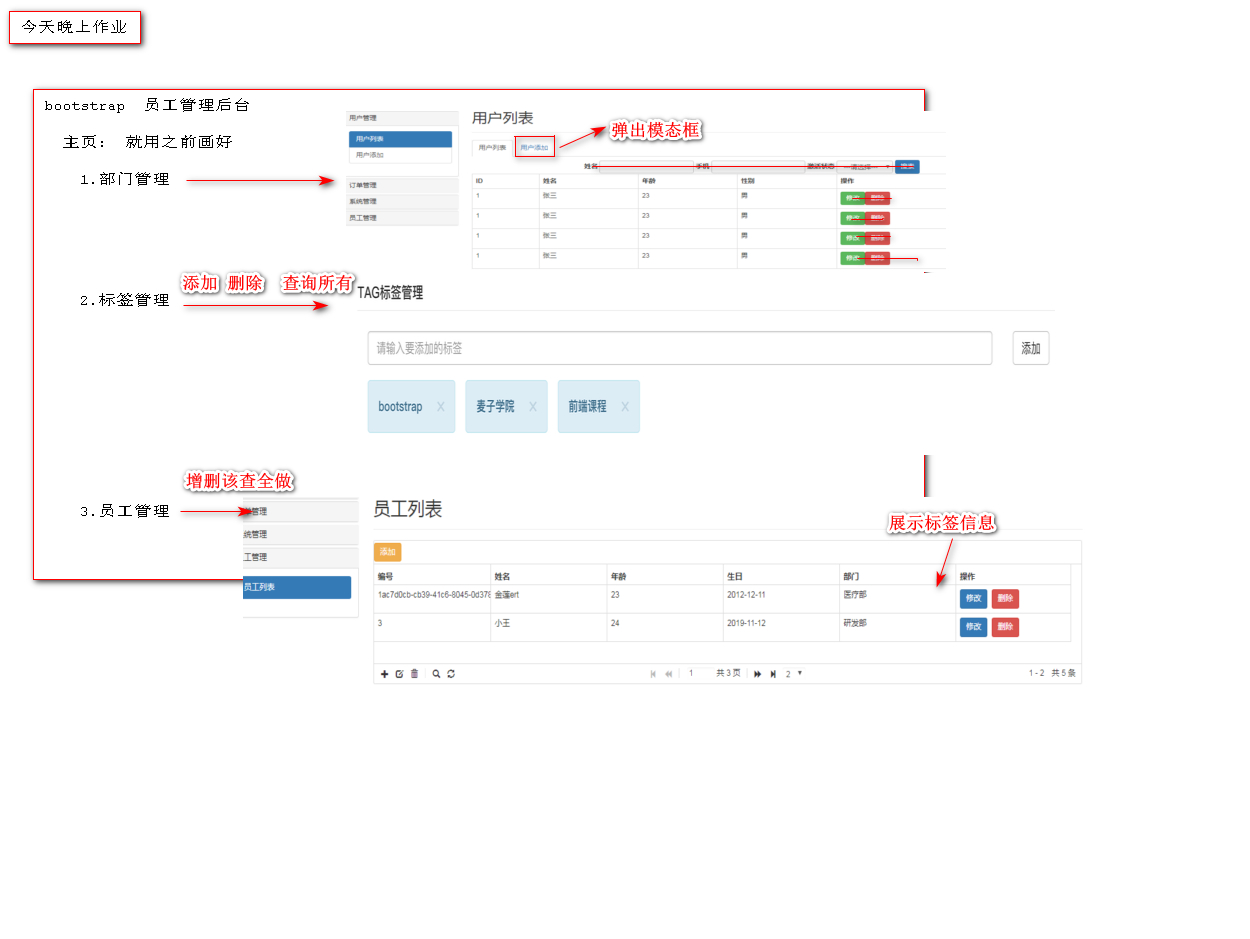 今天晚上作业
bootstrap 员工管理后台
主页: 就用之前画好
1.部门管理
用户管理
用户列表
用户添加
订单管理
系统管理
员工管理
用户列表
用户列表 用户添加
弹出模态框
姓名 手机 激活状态 ---请选择---
ID 姓名 年龄 性别 操作
1 张三 23 男 修改 删除
1 张三 23 男 修改 删除
1 张三 23 男 修改 删除
1 张三 23 男 修改 删除
添加 删除 查询所有
2.标签管理
TAG标签管理
请输入要添加的标签 添加
bootstrap X 麦子学院 X 前端课程 X
增删该查全做
3.员工管理
管理
统管理
工管理
员工列表
员工列表
展示标签信息
添加
编号 姓名 年龄 生日 部门 操作
1ac7d0cb-cb39-41c6-8045-0d378 金莲ert 23 2012-12-11 医疗部 修改 删除
3 小王 24 2019-11-12 研发部 修改 删除
1 共 3 页 2 1 - 2 共 5 条